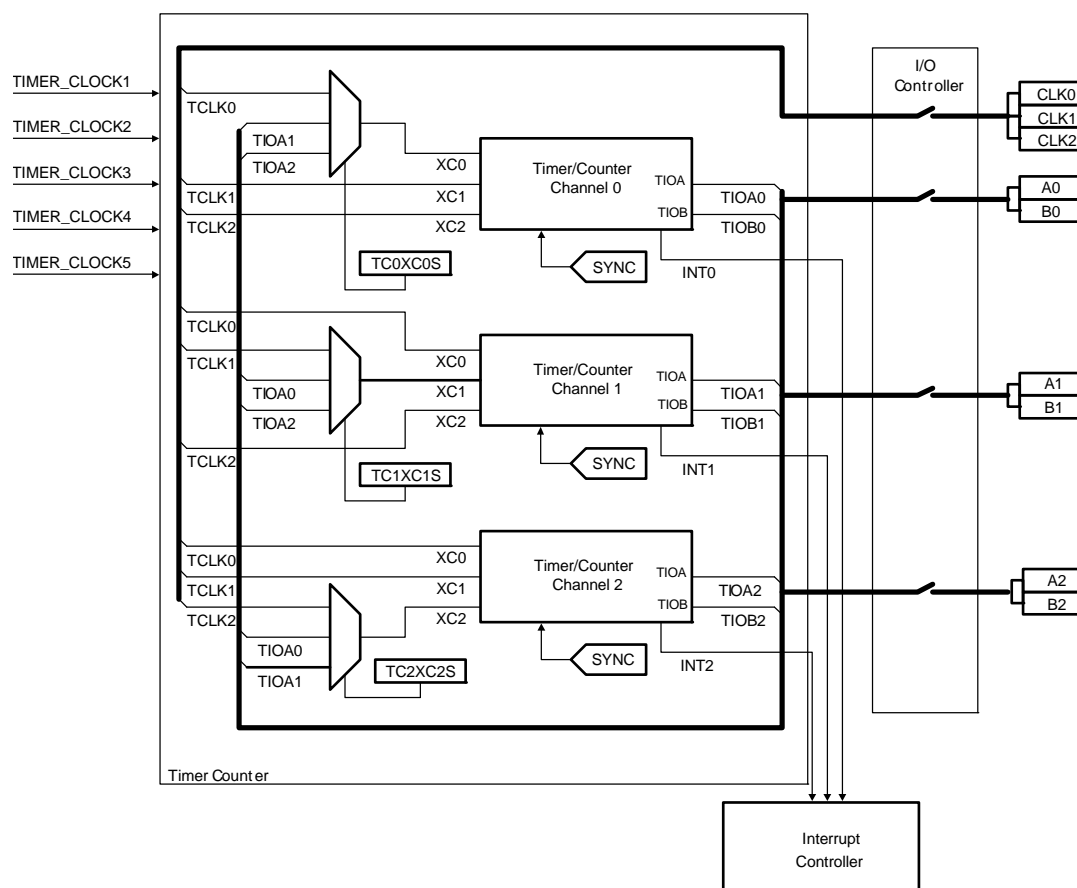 TIMER_CLOCK1
TIMER_CLOCK2
TIMER_CLOCK3
TIMER_CLOCK4
TIMER_CLOCK5
TCLK0
TIOA1
TIOA2
TCLK1
TCLK2
XC0
XC1
XC2
Timer/Counter
Channel 0
TIOA
TIOB
TIOA0
TIOB0
TC0XC0S
SYNC
INT0
TCLK0
TCLK1
TIOA0
TIOA2
TCLK2
XC0
XC1
XC2
Timer/Counter
Channel 1
TIOA
TIOB
TIOA1
TIOB1
TC1XC1S
SYNC
INT1
TCLK0
TCLK1
TCLK2
TIOA0
TIOA1
XC0
XC1
XC2
Timer/Counter
Channel 2
TIOA
TIOB
TIOA2
TIOB2
TC2XC2S
SYNC
INT2
Timer Counter
I/O
Controller
CLK0
CLK1
CLK2
A0
B0
A1
B1
A2
B2
Interrupt
Controller